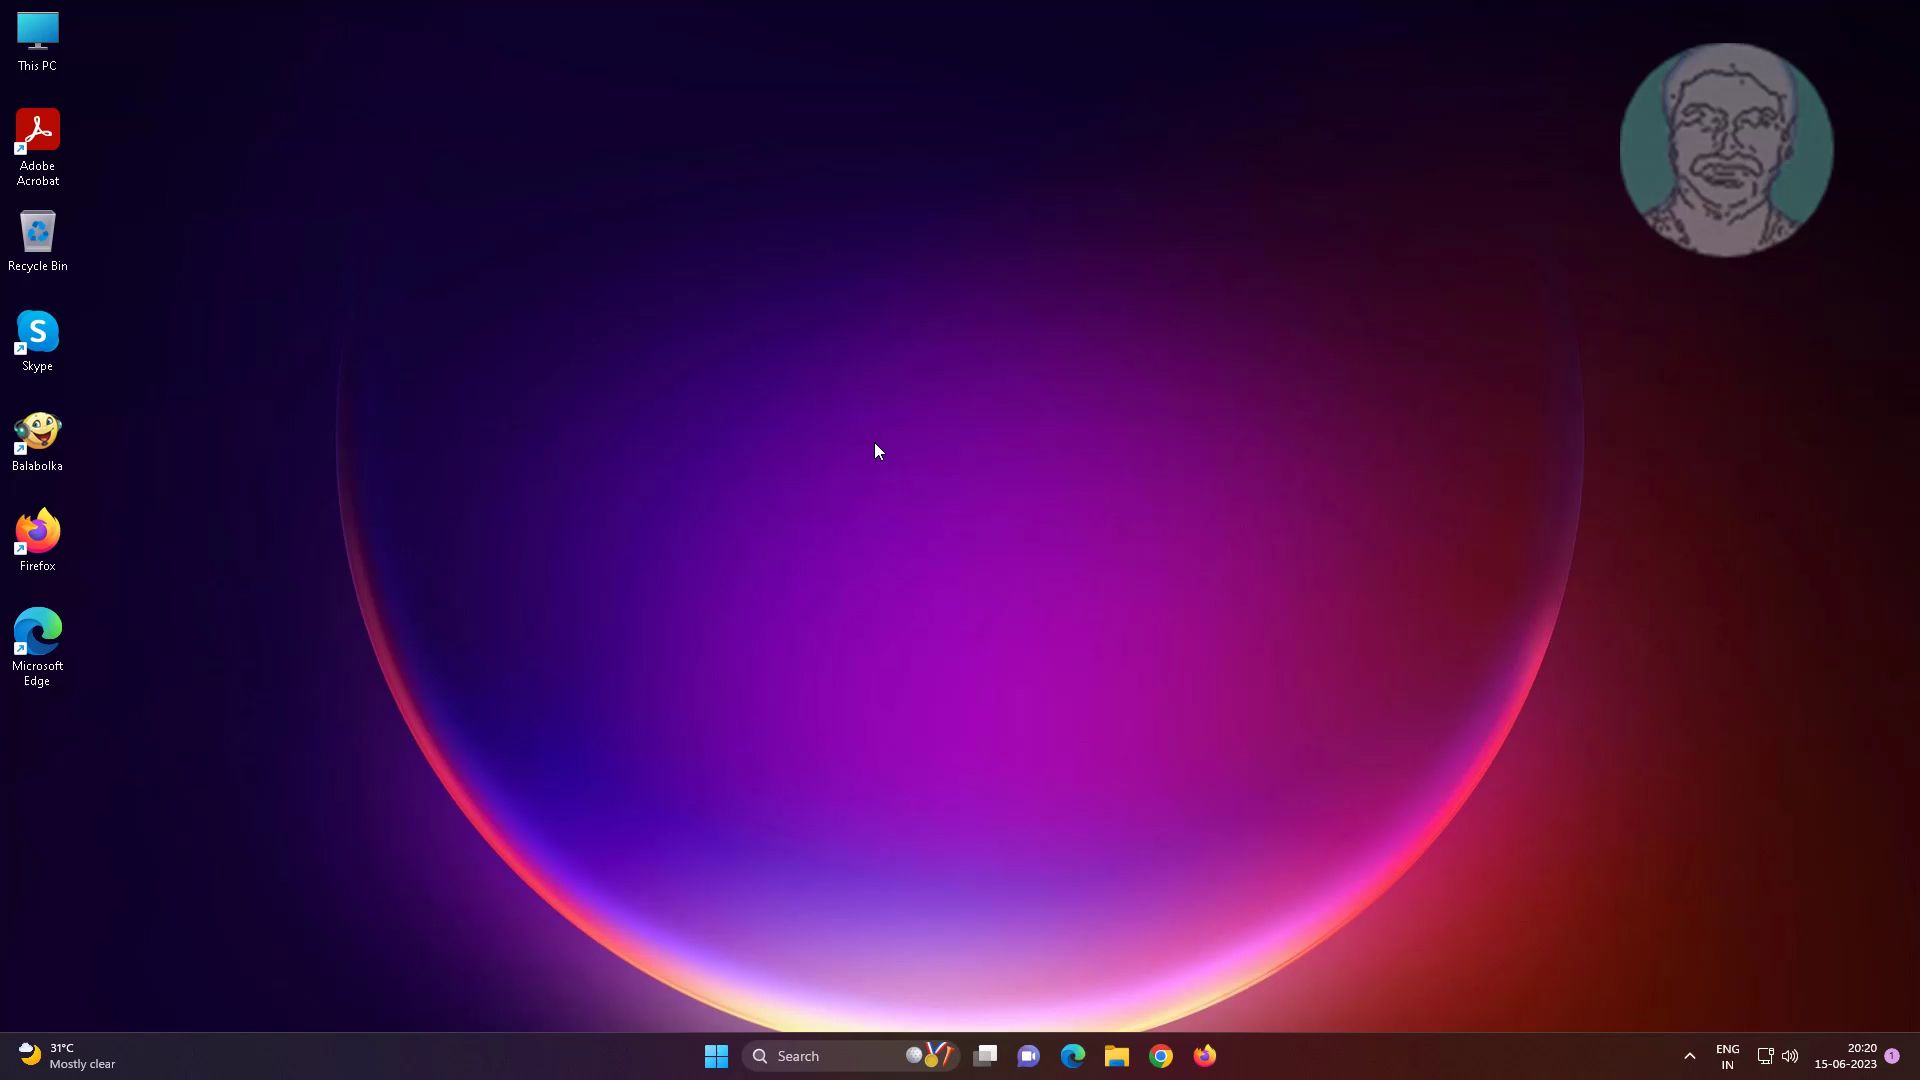 This PC
Adobe
Acrobat
Recycle Bin
Skype
Balabolka
Firefox
Microsoft
Edge
31°C
Mostly clear
Search
ENG
IN
20:20
15-06-2023
1